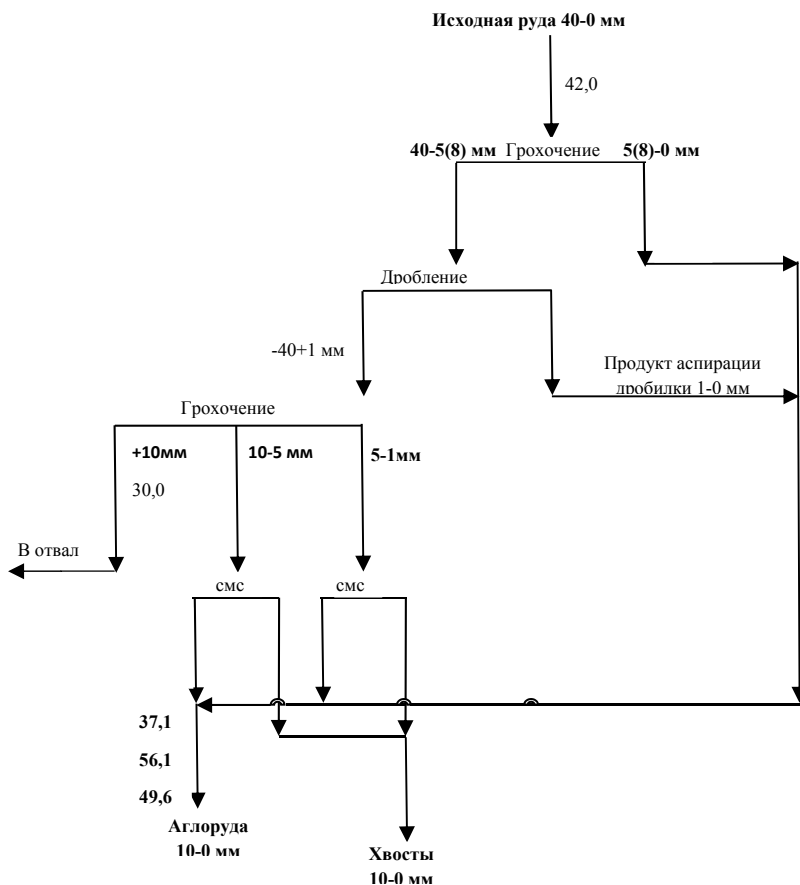 Исходная руда 40-0 мм
42,0
40-5(8) мм Грохочение 5(8)-0 мм
Дробление
-40+1 мм
Продукт аспирации
дробилки 1-0 мм
Грохочение
+10мм 10-5 мм 5-1мм
30,0
В отвал
смс смс
37,1
56,1
49,6
Аглоруда
10-0 мм
Хвосты
10-0 мм